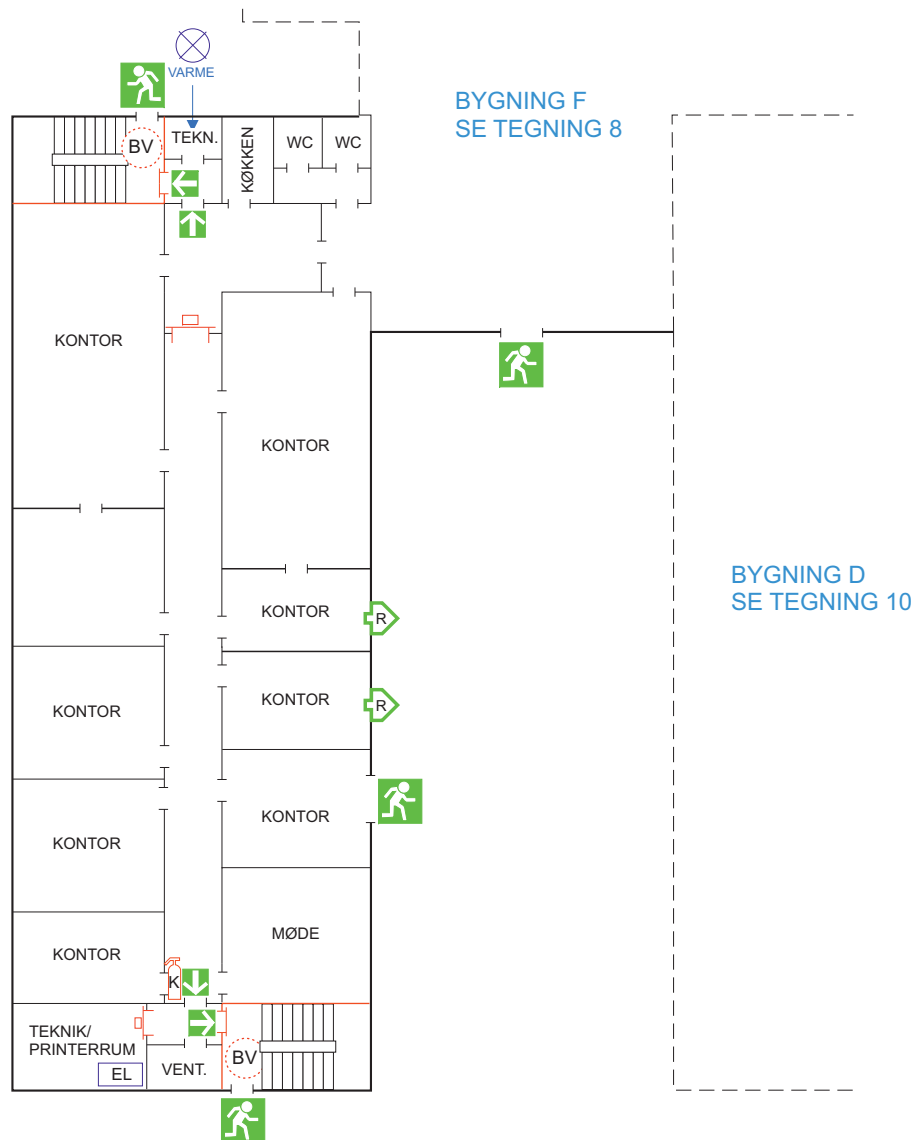 VARME
BYGNING F
SE TEGNING 8
BV
TEKN.
KØKKEN
WC
WC
KONTOR
KONTOR
BYGNING D
SE TEGNING 10
KONTOR
R
KONTOR
R
KONTOR
KONTOR
KONTOR
KONTOR
MØDE
K
TEKNIK/
PRINTERRUM
EL
VENT.
BV